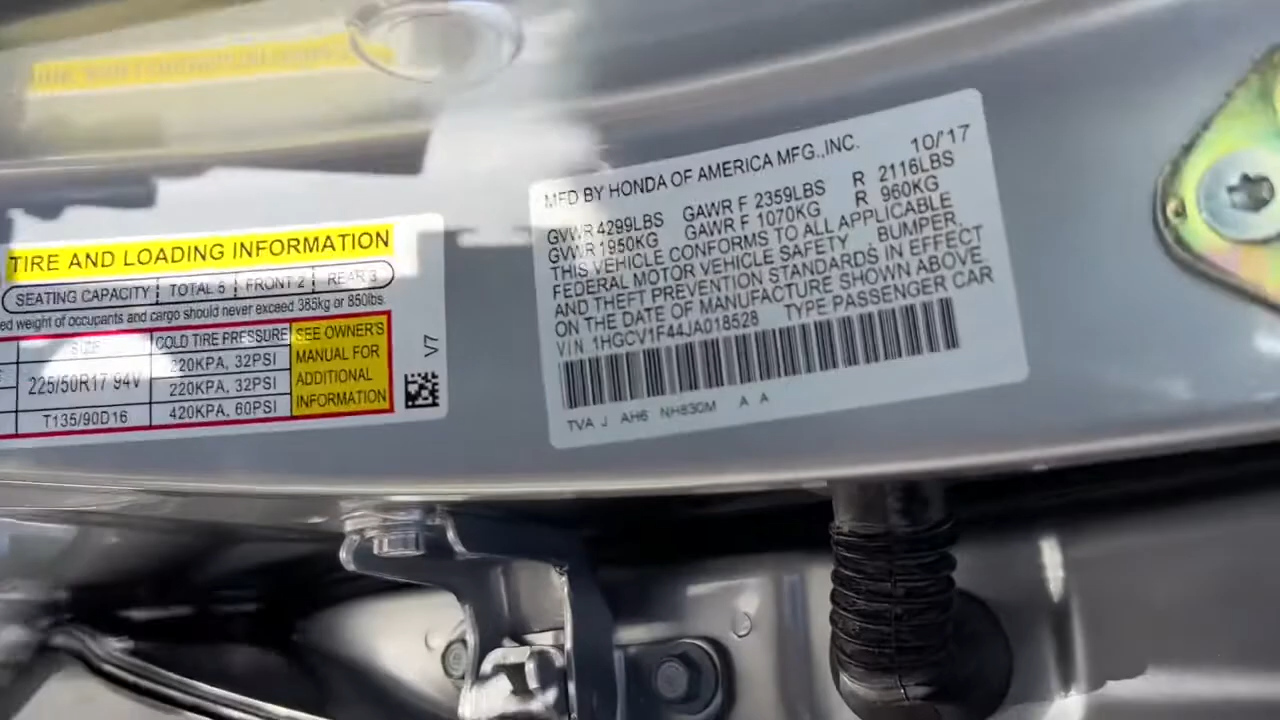 TIRE AND LOADING INFORMATION
SEATING CAPACITY TOTAL 5 FRONT 2 REAR 3
ed weight of occupants and cargo should never exceed 385kg or 850lbs.
SIZE COLD TIRE PRESSURE SEE OWNER'S MANUAL FOR ADDITIONAL INFORMATION
225/50R17 94V 220KPA, 32PSI
220KPA, 32PSI
T135/90D16 420KPA, 60PSI
V7
MFD BY HONDA OF AMERICA MFG.,INC. 10/'17
GVWR 4299LBS GAWR F 2359LBS R 2116LBS
GVWR 1950KG GAWR F 1070KG R 960KG
THIS VEHICLE CONFORMS TO ALL APPLICABLE
FEDERAL MOTOR VEHICLE SAFETY , BUMPER,
AND THEFT PREVENTION STANDARDS IN EFFECT
ON THE DATE OF MANUFACTURE SHOWN ABOVE.
VIN 1HGCV1F44JA018528 TYPE PASSENGER CAR
TVA J AH6 NH830M A A